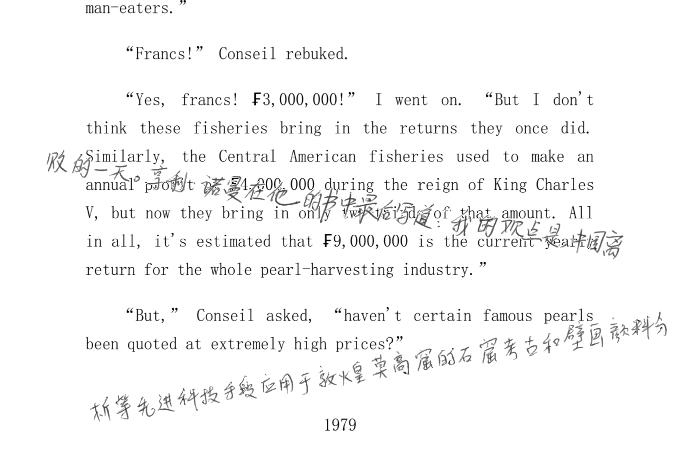 man-eaters.”
“Francs!” Conseil rebuked.
“Yes, francs! ₣3,000,000!” I went on. “But I don't
think these fisheries bring in the returns they once did.
Similarly, the Central American fisheries used to make an
败的一天。亨利·诺曼在他的书中最后写道:我的观点是中国离
annual profit of ₣4,000,000 during the reign of King Charles
V, but now they bring in only two-thirds of that amount. All
in all, it's estimated that ₣9,000,000 is the current yearly
return for the whole pearl-harvesting industry.”
“But,” Conseil asked, “haven't certain famous pearls
been quoted at extremely high prices?”
析等先进科技手段应用于敦煌莫高窟的石窟考古和壁画颜料分
1979